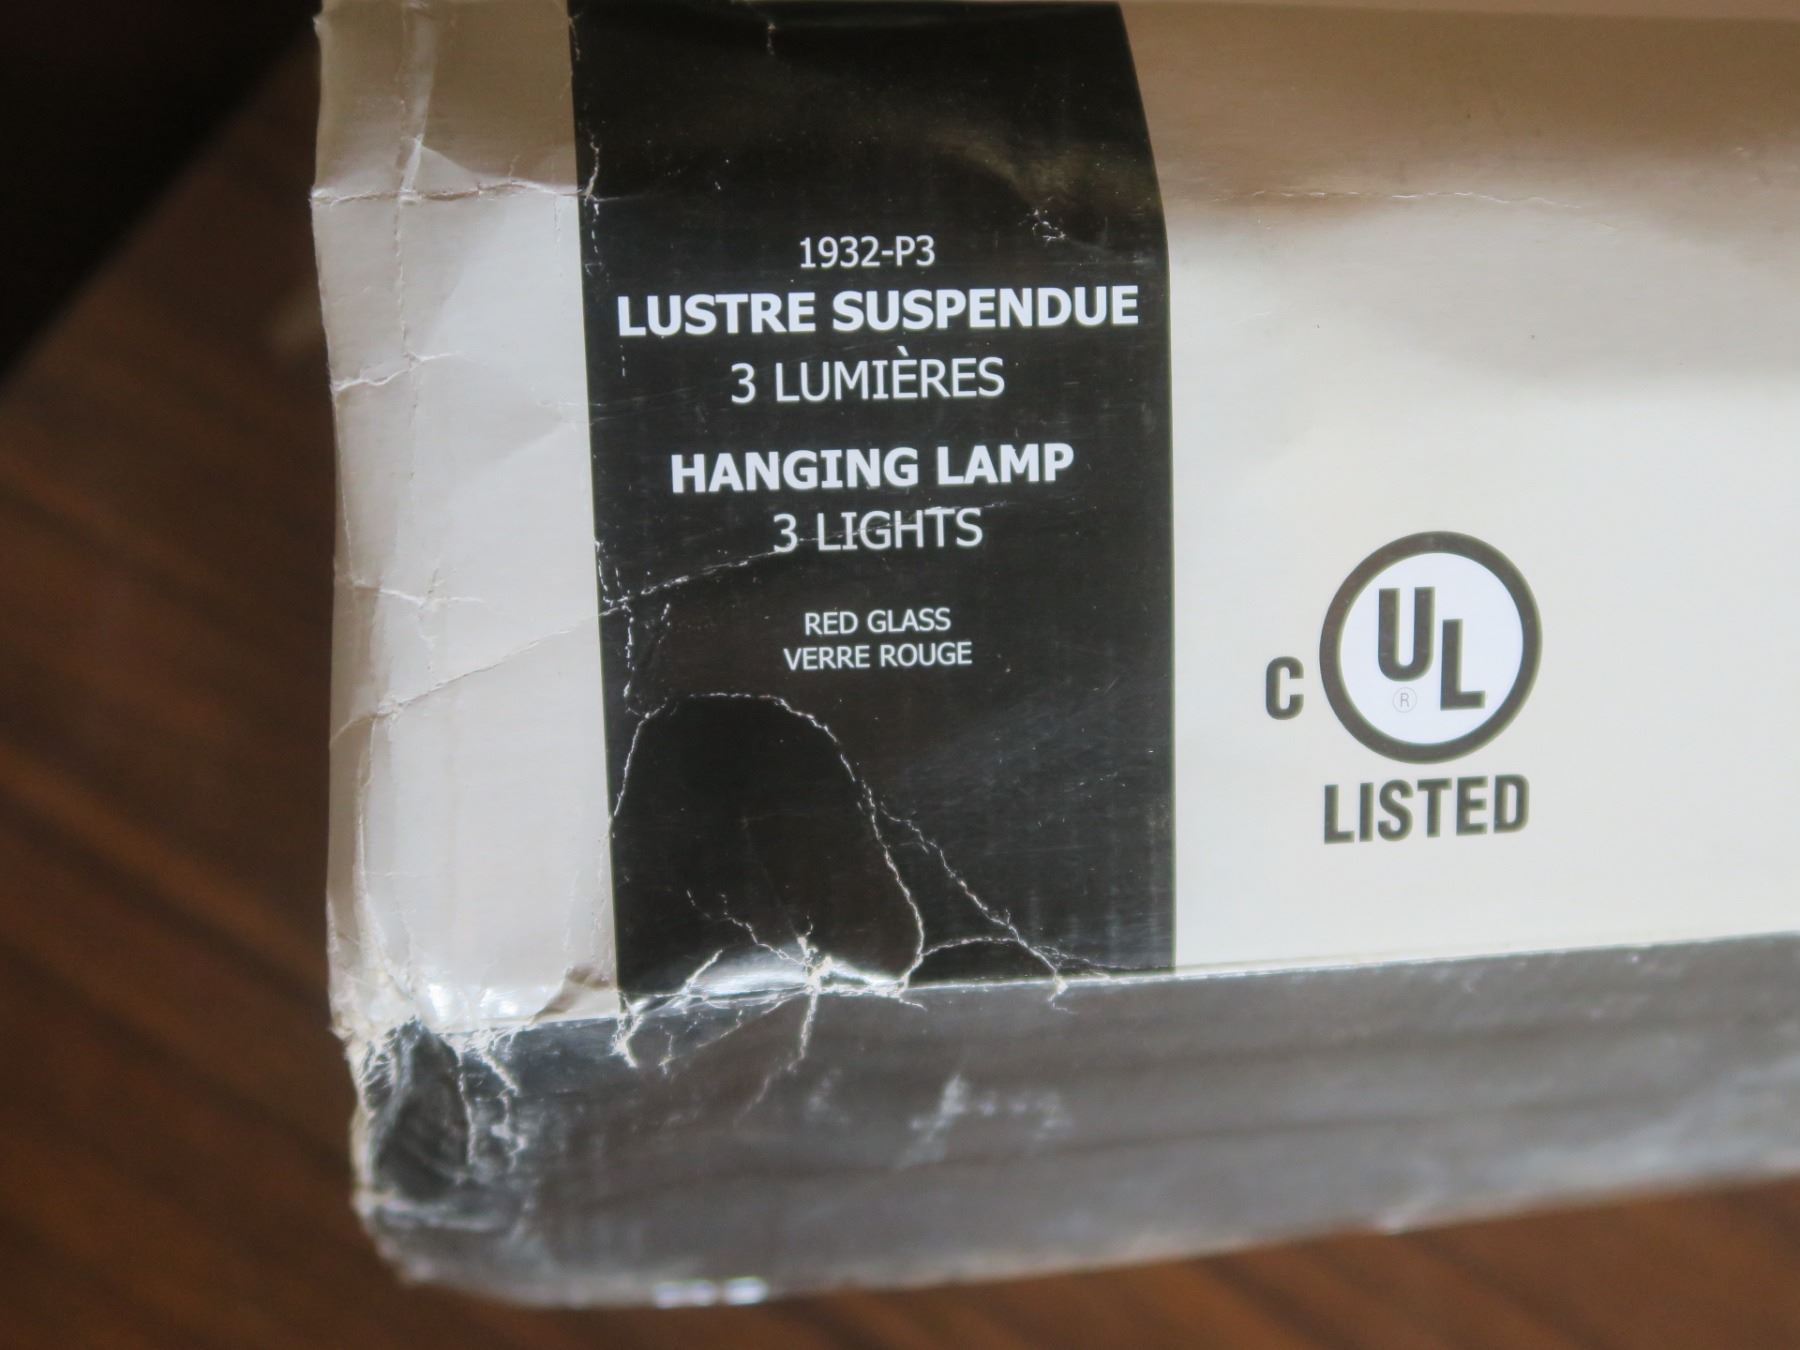 1932-P3
LUSTRE SUSPENDUE
3 LUMIÈRES
HANGING LAMP
3 LIGHTS
RED GLASS
VERRE ROUGE
C UL ®
LISTED